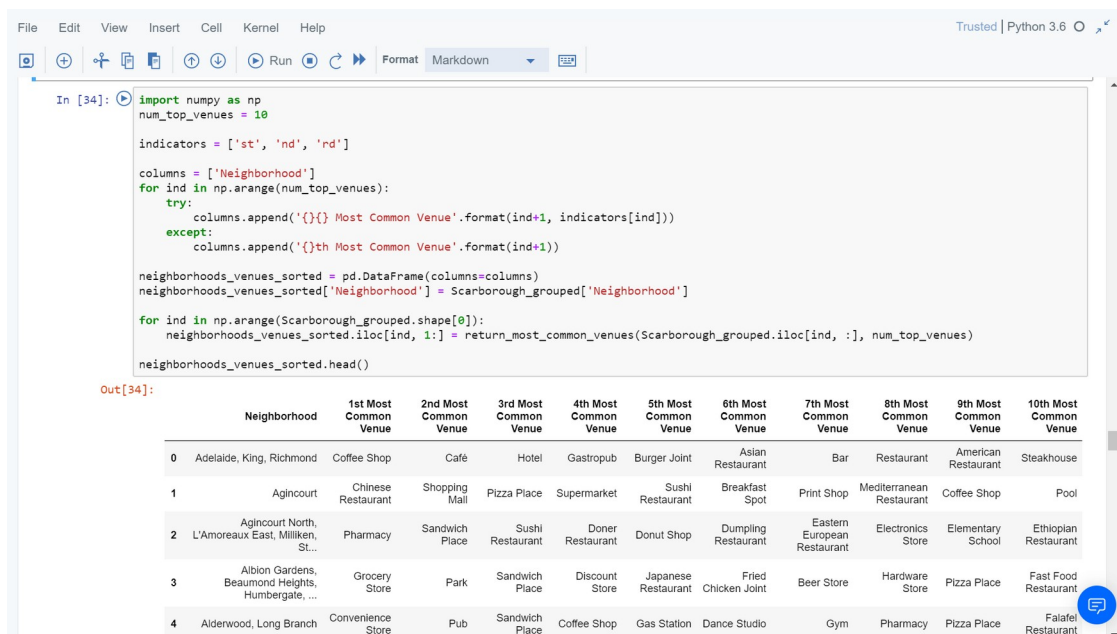 File Edit View Insert Cell Kernel Help Trusted | Python 3.6
Run Format Markdown
In [34]: import numpy as np
num_top_venues = 10
indicators = ['st', 'nd', 'rd']
columns = ['Neighborhood']
for ind in np.arange(num_top_venues):
    try:
        columns.append('{}{} Most Common Venue'.format(ind+1, indicators[ind]))
    except:
        columns.append('{}th Most Common Venue'.format(ind+1))
neighborhoods_venues_sorted = pd.DataFrame(columns=columns)
neighborhoods_venues_sorted['Neighborhood'] = Scarborough_grouped['Neighborhood']
for ind in np.arange(Scarborough_grouped.shape[0]):
    neighborhoods_venues_sorted.iloc[ind, 1:] = return_most_common_venues(Scarborough_grouped.iloc[ind, :], num_top_venues)
neighborhoods_venues_sorted.head()
Out[34]:
Neighborhood 1st Most Common Venue 2nd Most Common Venue 3rd Most Common Venue 4th Most Common Venue 5th Most Common Venue 6th Most Common Venue 7th Most Common Venue 8th Most Common Venue 9th Most Common Venue 10th Most Common Venue
0 Adelaide, King, Richmond Coffee Shop Café Hotel Gastropub Burger Joint Asian Restaurant Bar Restaurant American Restaurant Steakhouse
1 Agincourt Chinese Restaurant Shopping Mall Pizza Place Supermarket Sushi Restaurant Breakfast Spot Print Shop Mediterranean Restaurant Coffee Shop Pool
2 Agincourt North, L'Amoreaux East, Milliken, St... Pharmacy Sandwich Place Sushi Restaurant Doner Restaurant Donut Shop Dumpling Restaurant Eastern European Restaurant Electronics Store Elementary School Ethiopian Restaurant
3 Albion Gardens, Beaumond Heights, Humbergate, ... Grocery Store Park Sandwich Place Discount Store Japanese Restaurant Fried Chicken Joint Beer Store Hardware Store Pizza Place Fast Food Restaurant
4 Alderwood, Long Branch Convenience Store Pub Sandwich Place Coffee Shop Gas Station Dance Studio Gym Pharmacy Pizza Place Falafel Restaurant